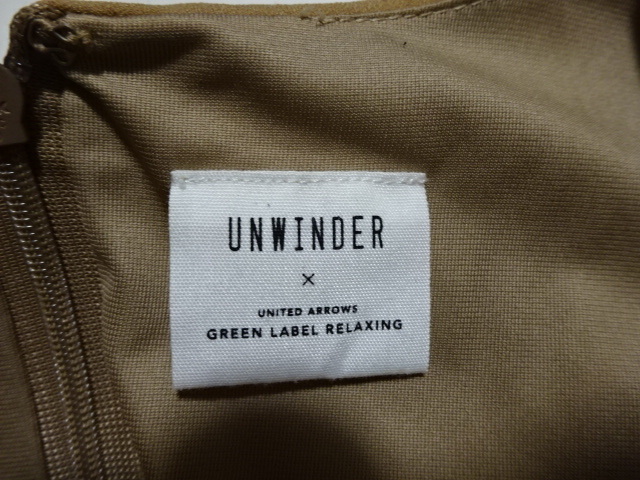 UNWINDER
×
UNITED ARROWS
GREEN LABEL RELAXING